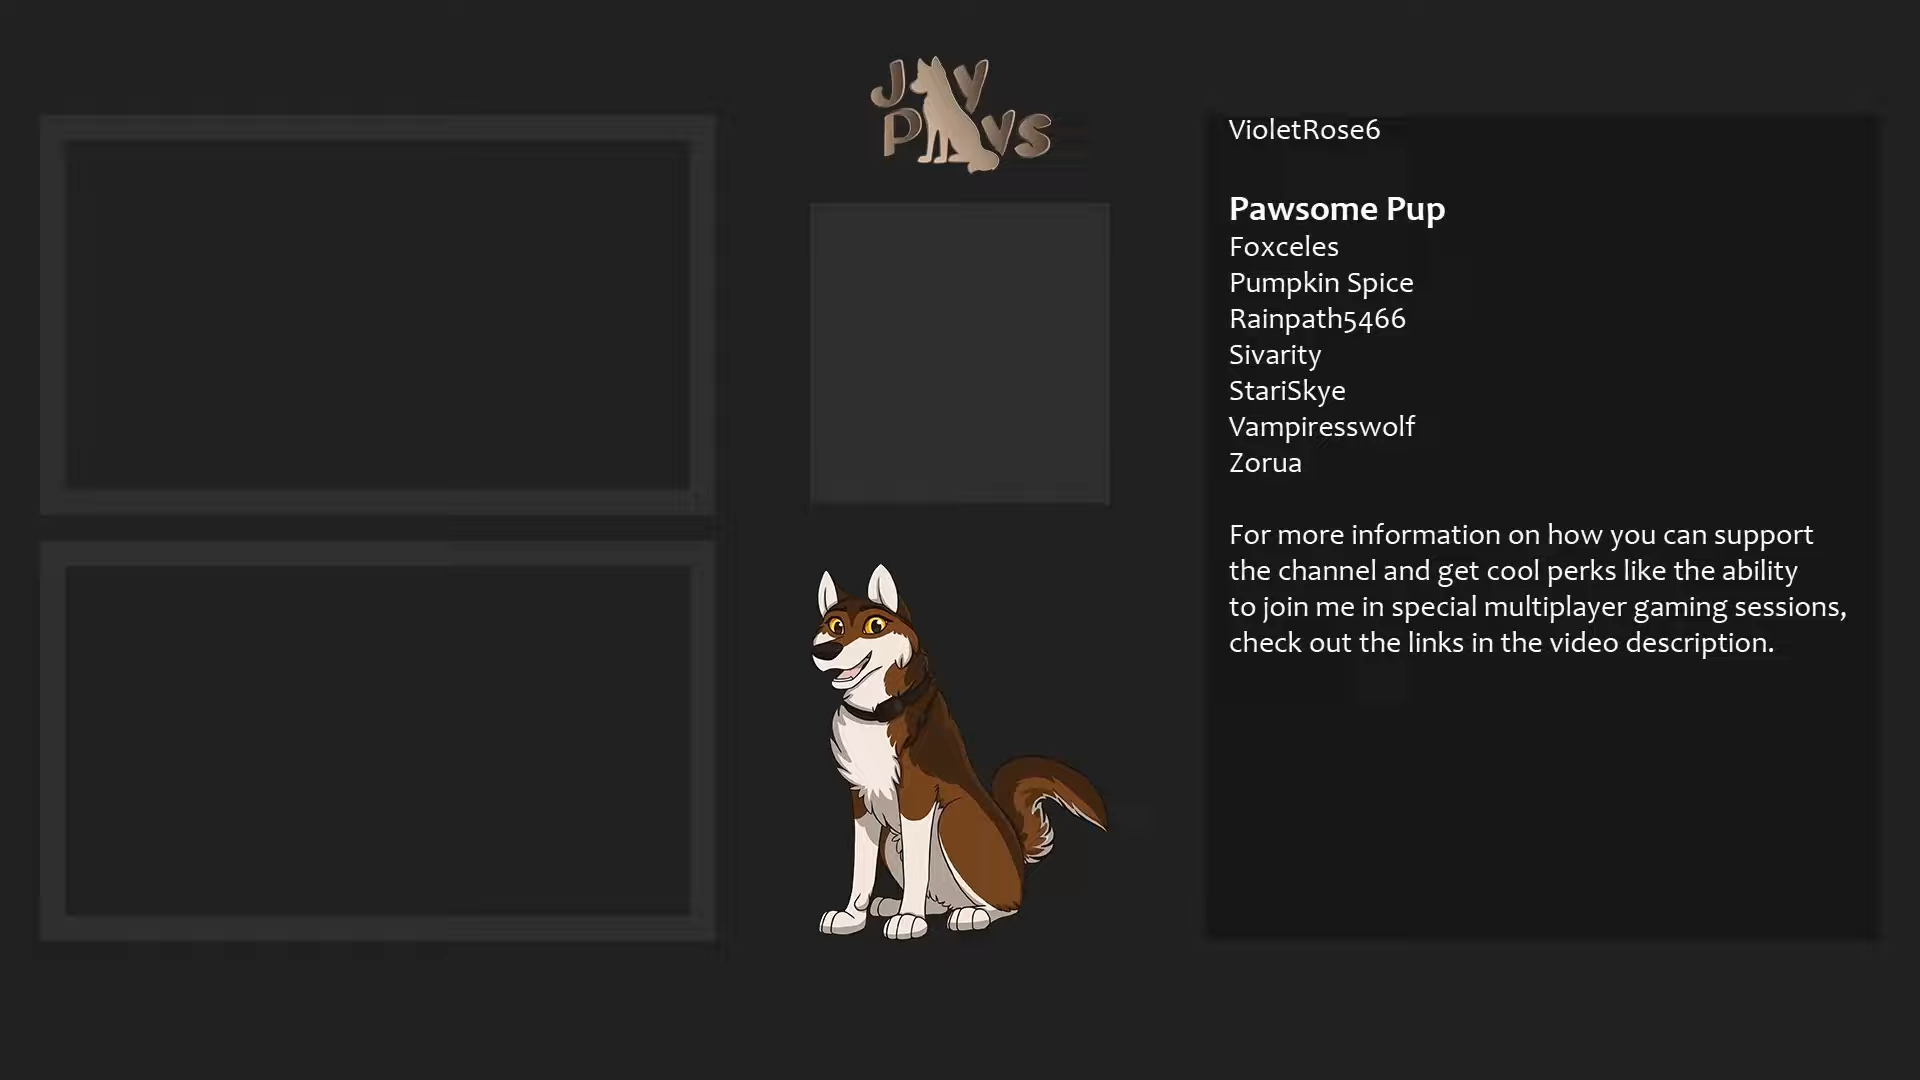 JAY
PAWS
VioletRose6
Pawsome Pup
Foxceles
Pumpkin Spice
Rainpath5466
Sivarity
StariSkye
Vampiresswolf
Zorua
For more information on how you can support
the channel and get cool perks like the ability
to join me in special multiplayer gaming sessions,
check out the links in the video description.